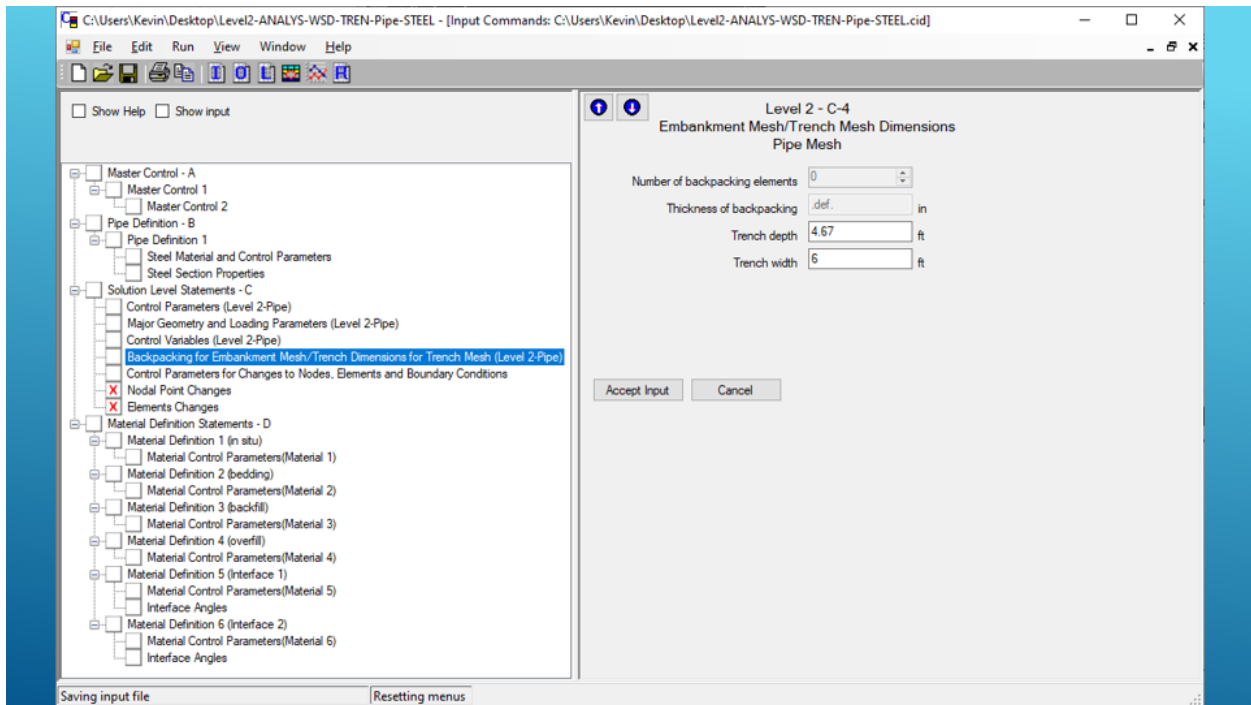 C:\Users\Kevin\Desktop\Level2-ANALYS-WSD-TREN-Pipe-STEEL - [Input Commands: C:\Users\Kevin\Desktop\Level2-ANALYS-WSD-TREN-Pipe-STEEL.cid]
File Edit Run View Window Help
Show Help Show input
Master Control - A
Master Control 1
Master Control 2
Pipe Definition - B
Pipe Definition 1
Steel Material and Control Parameters
Steel Section Properties
Solution Level Statements - C
Control Parameters (Level 2-Pipe)
Major Geometry and Loading Parameters (Level 2-Pipe)
Control Variables (Level 2-Pipe)
Backpacking for Embankment Mesh/Trench Dimensions for Trench Mesh (Level 2-Pipe)
Control Parameters for Changes to Nodes, Elements and Boundary Conditions
Nodal Point Changes
Elements Changes
Material Definition Statements - D
Material Definition 1 (in situ)
Material Control Parameters(Material 1)
Material Definition 2 (bedding)
Material Control Parameters(Material 2)
Material Definition 3 (backfill)
Material Control Parameters(Material 3)
Material Definition 4 (overfill)
Material Control Parameters(Material 4)
Material Definition 5 (Interface 1)
Material Control Parameters(Material 5)
Interface Angles
Material Definition 6 (Interface 2)
Material Control Parameters(Material 6)
Interface Angles
Level 2 - C-4
Embankment Mesh/Trench Mesh Dimensions
Pipe Mesh
Number of backpacking elements 0
Thickness of backpacking .def. in
Trench depth 4.67 ft
Trench width 6 ft
Accept Input Cancel
Saving input file Resetting menus